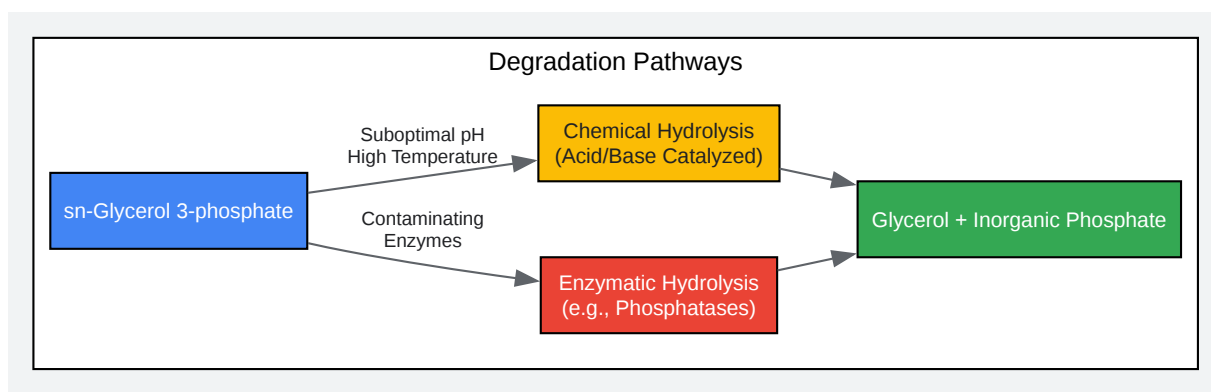 Degradation Pathways
Suboptimal pH
High Temperature
Chemical Hydrolysis
(Acid/Base Catalyzed)
sn-Glycerol 3-phosphate
Contaminating
Enzymes
Glycerol + Inorganic Phosphate
Enzymatic Hydrolysis
(e.g., Phosphatases)